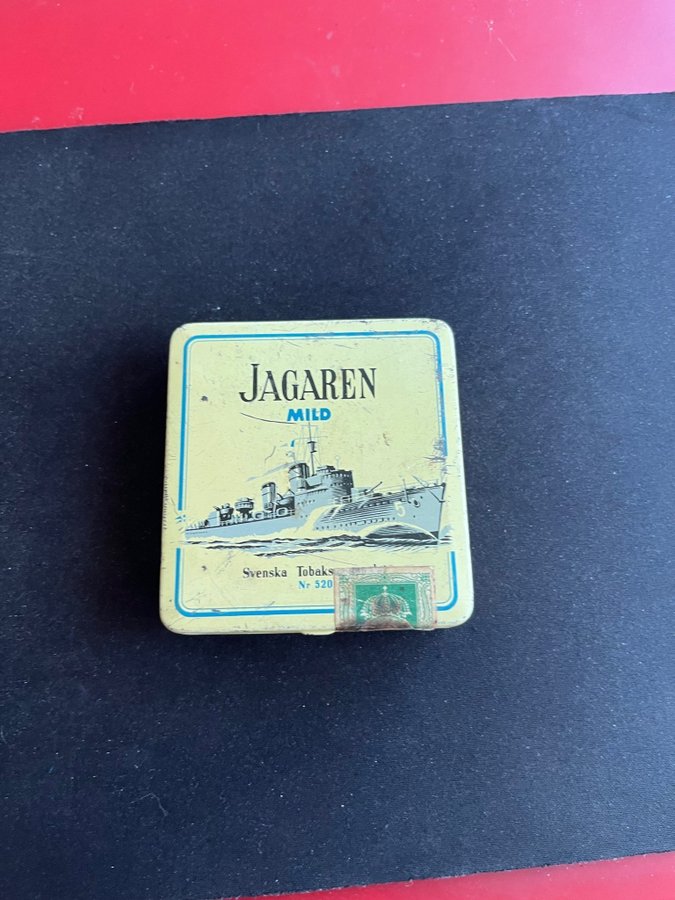 JAGAREN
MILD
5
Svenska Tobaks
Nr 520